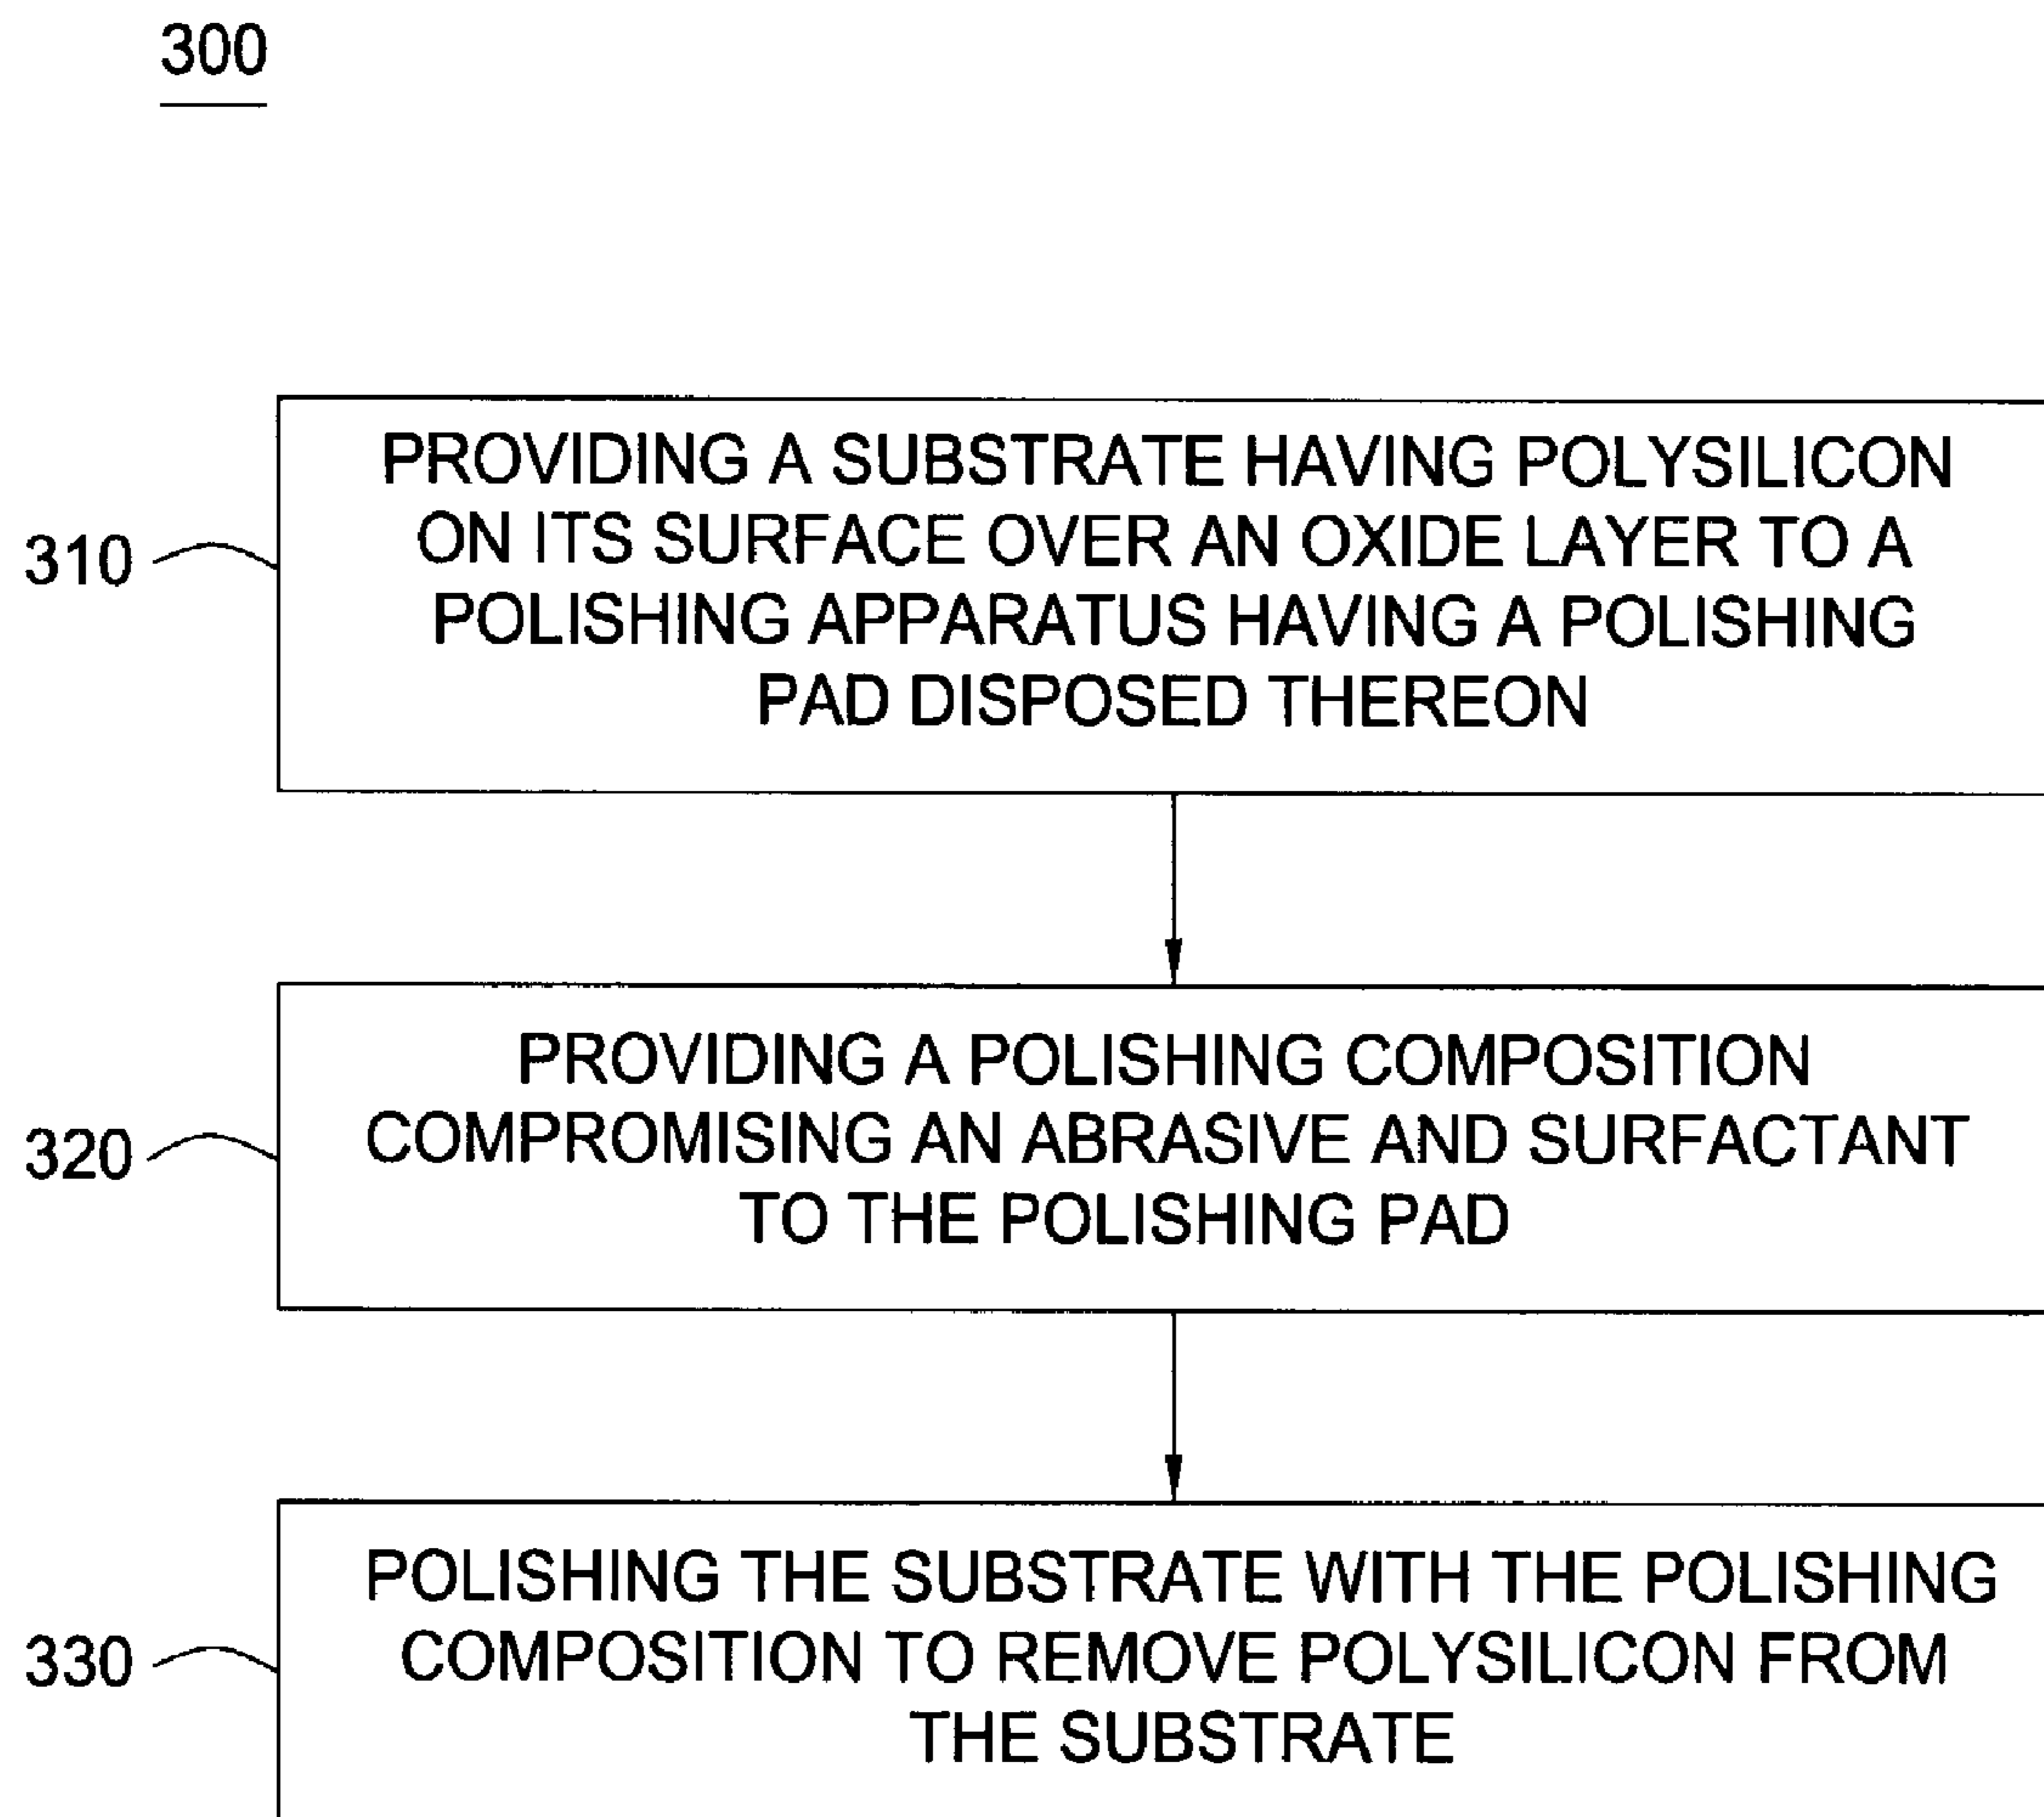 300
310
PROVIDING A SUBSTRATE HAVING POLYSILICON
ON ITS SURFACE OVER AN OXIDE LAYER TO A
POLISHING APPARATUS HAVING A POLISHING
PAD DISPOSED THEREON
320
PROVIDING A POLISHING COMPOSITION
COMPROMISING AN ABRASIVE AND SURFACTANT
TO THE POLISHING PAD
330
POLISHING THE SUBSTRATE WITH THE POLISHING
COMPOSITION TO REMOVE POLYSILICON FROM
THE SUBSTRATE